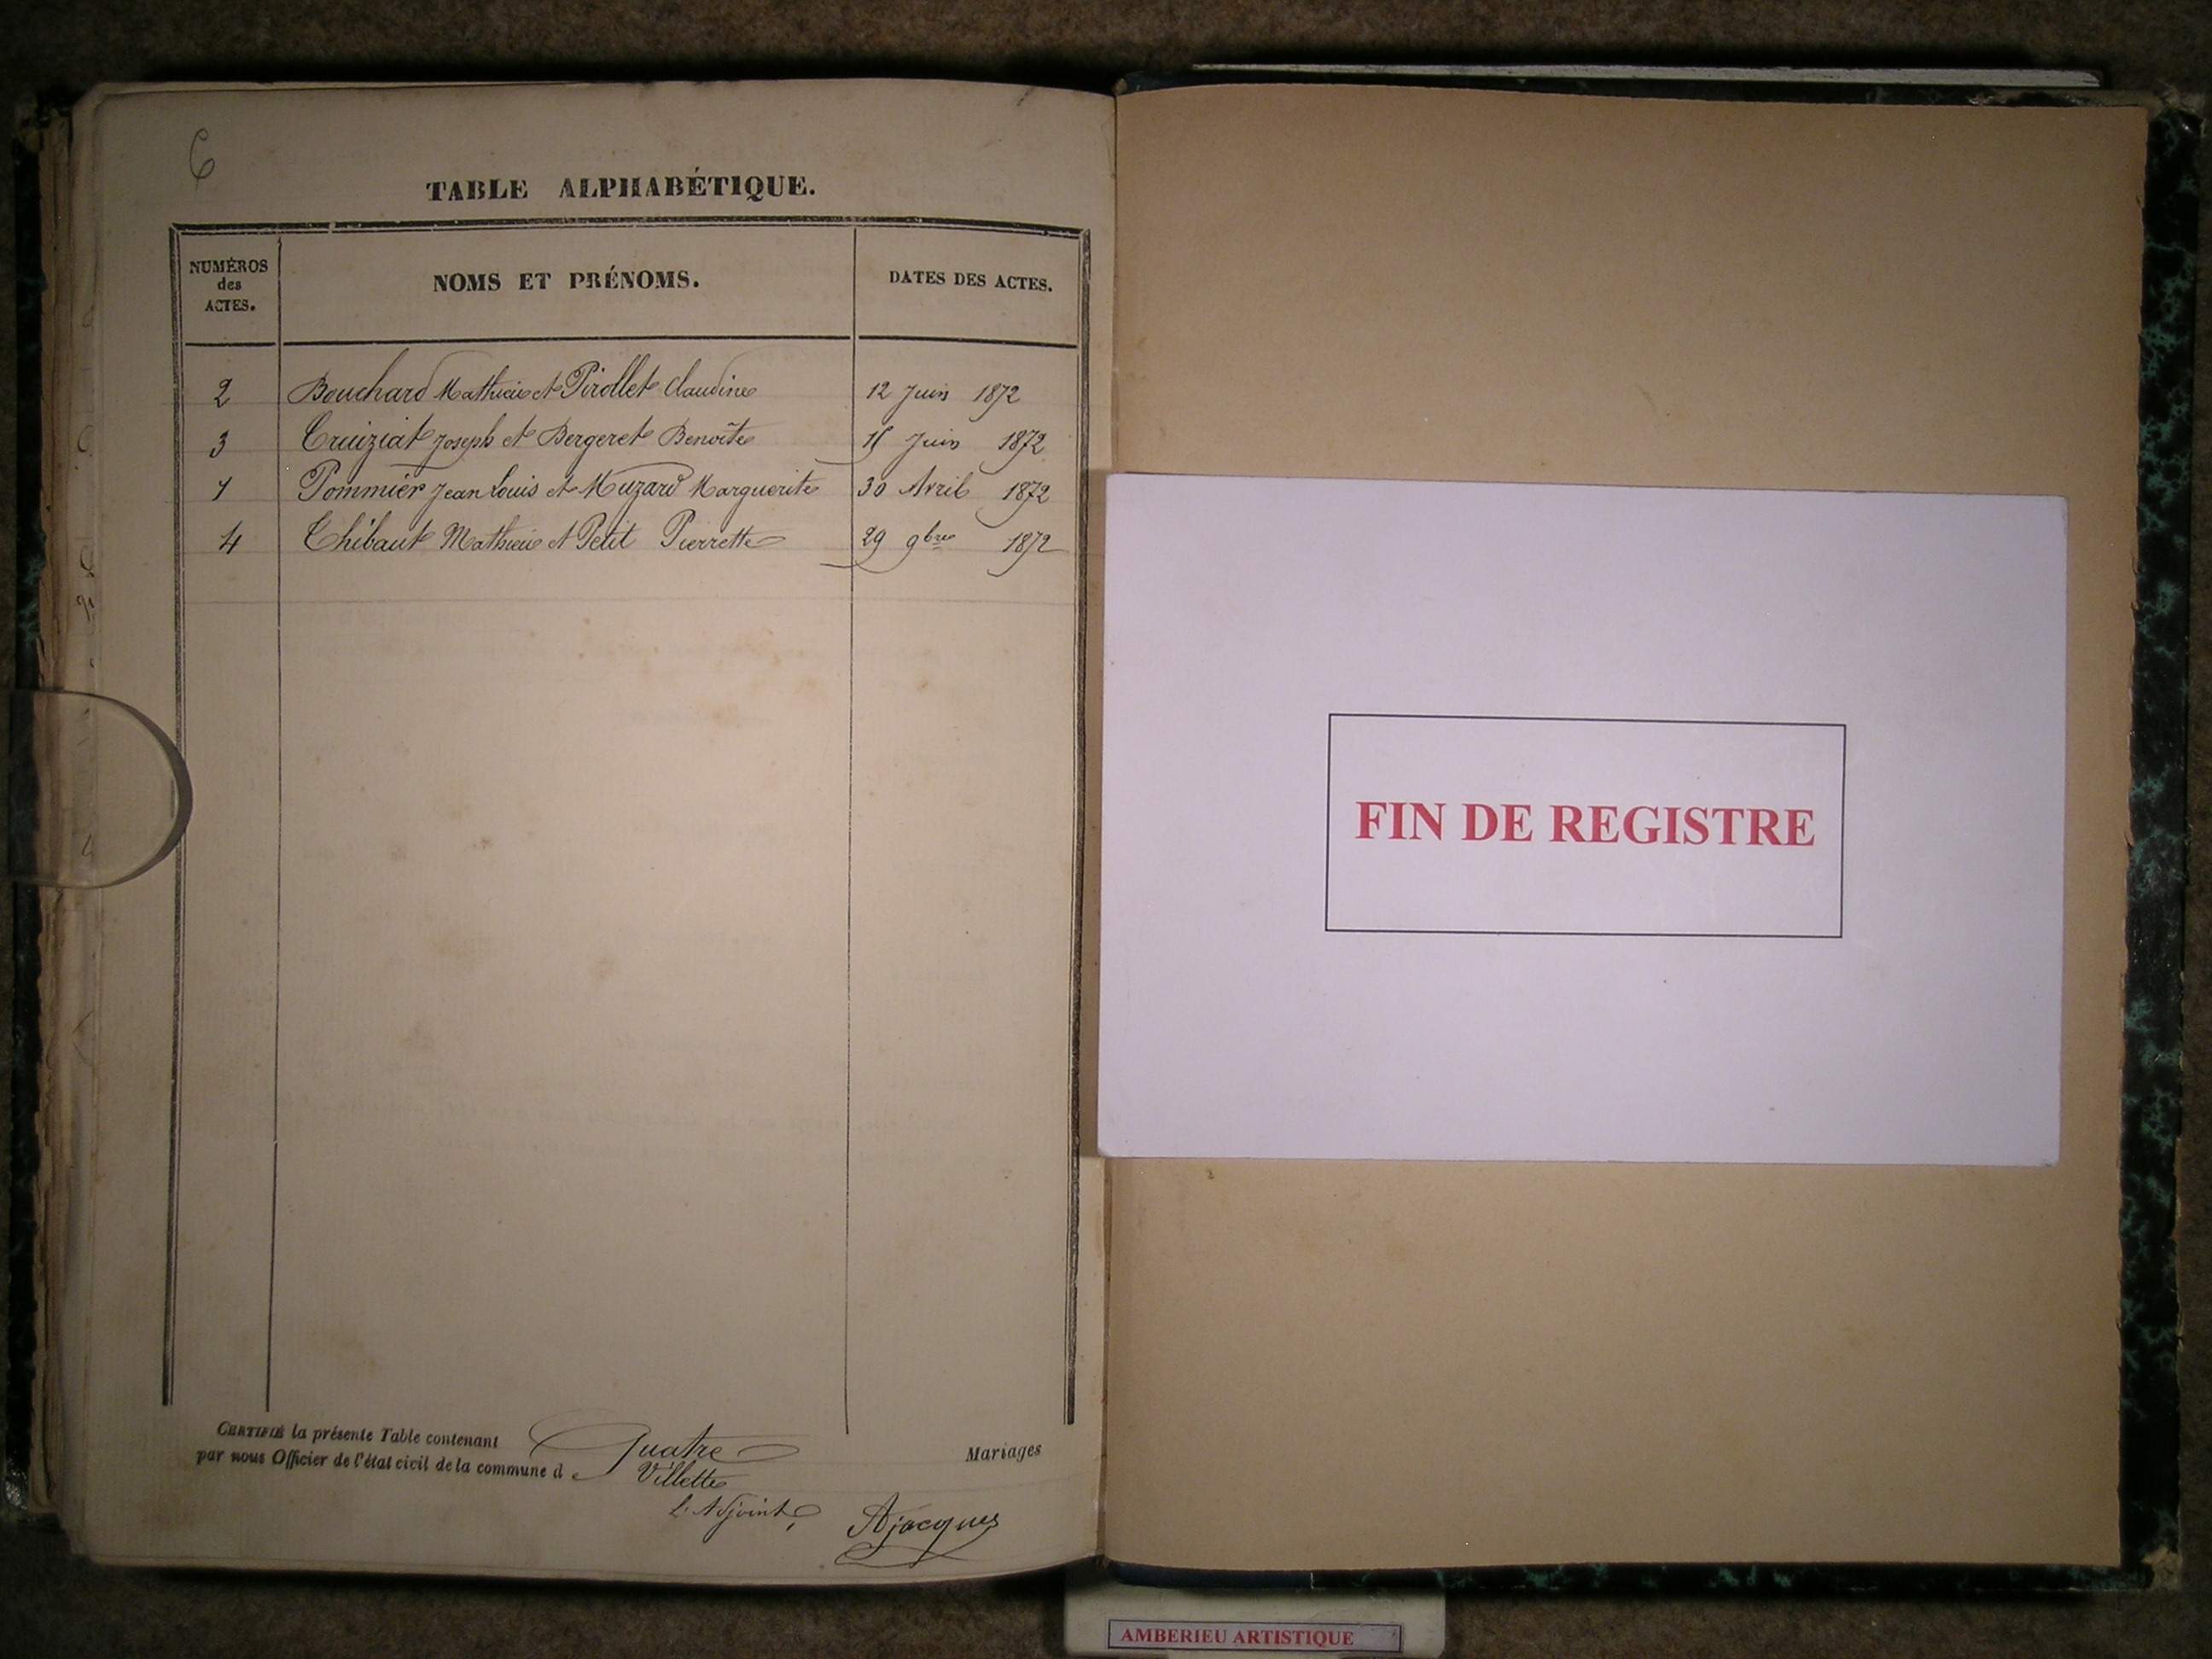 6
TABLE ALPHABÉTIQUE.
NUMÉROS des ACTES. NOMS ET PRÉNOMS. DATES DES ACTES.
2 Bouchard Mathieu et Pirollet Claudine 12 Juin 1872
3 Cruiziat Joseph et Bergeret Benoîte Juin 1872
1 Pommier Jean Louis et Muzard Marguerite 30 Avril 1872
4 Thibaut Mathieu et Petit Pierrette 29 9bre 1872
CERTIFIÉ la présente Table contenant Quatre Mariages
par nous Officier de l'état civil de la commune de Villette
L'Adjoint, Ajacques
FIN DE REGISTRE
AMBERIEU ARTISTIQUE